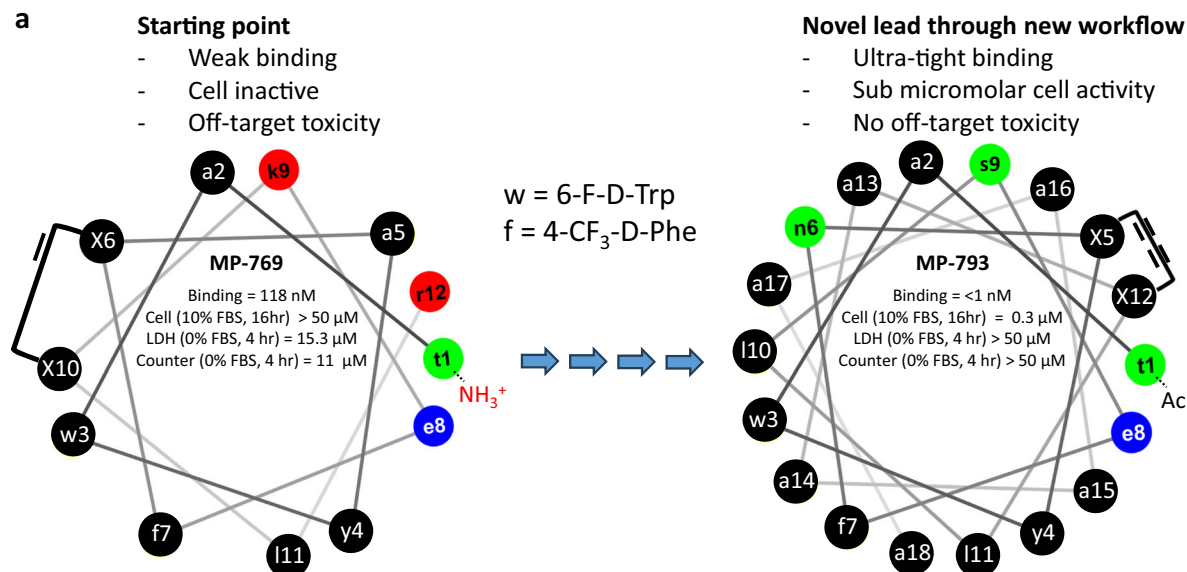 a
Starting point
- Weak binding
- Cell inactive
- Off-target toxicity
a2
k9
X6
a5
MP-769
Binding = 118 nM
Cell (10% FBS, 16hr) > 50 µM
LDH (0% FBS, 4 hr) = 15.3 µM
Counter (0% FBS, 4 hr) = 11 µM
r12
X10
t1
NH₃⁺
w3
e8
f7
y4
l11
w = 6-F-D-Trp
f = 4-CF₃-D-Phe
Novel lead through new workflow
- Ultra-tight binding
- Sub micromolar cell activity
- No off-target toxicity
a2
s9
a13
a16
n6
X5
MP-793
Binding = <1 nM
Cell (10% FBS, 16hr) = 0.3 µM
LDH (0% FBS, 4 hr) > 50 µM
Counter (0% FBS, 4 hr) > 50 µM
a17
X12
l10
t1
Ac
w3
e8
a14
a15
f7
y4
a18
l11